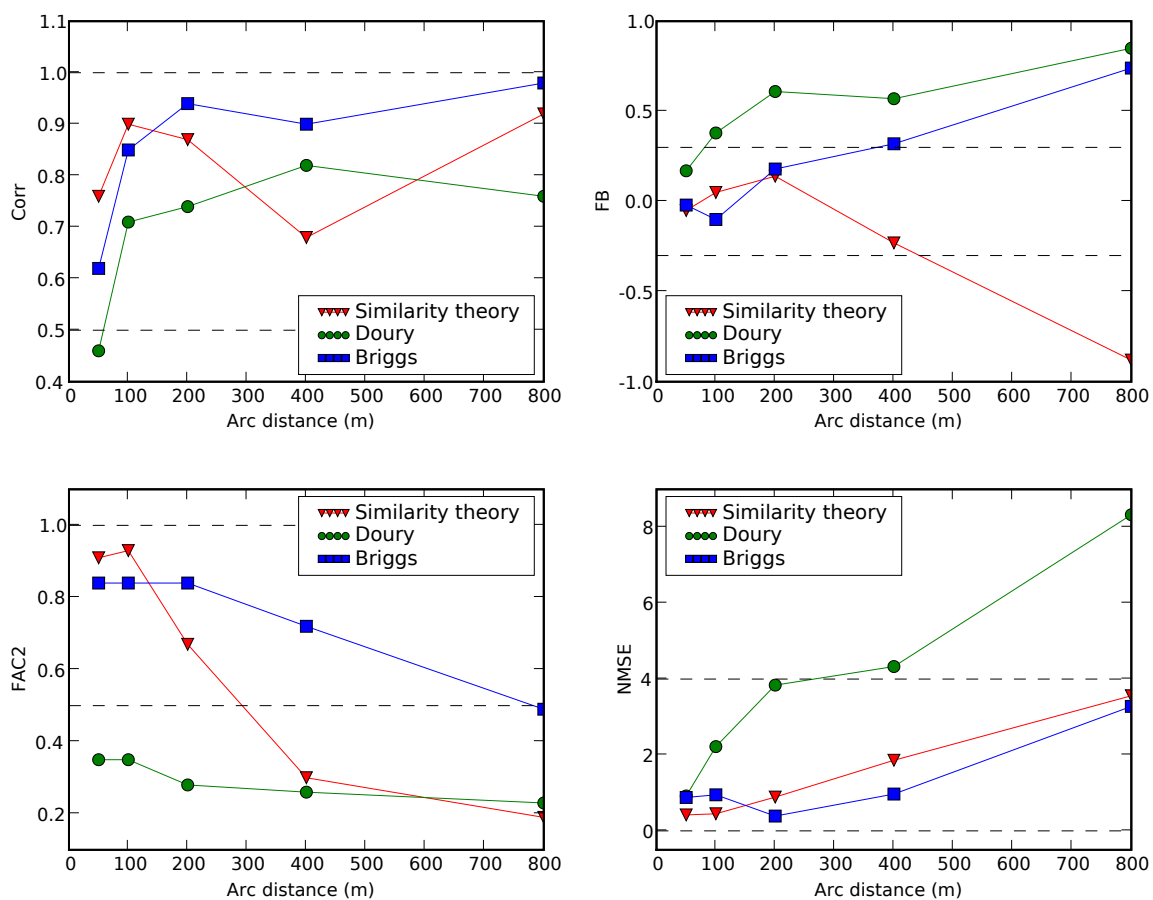 1.1
1.0
0.9
0.8
0.7
0.6
0.5
0.4
Corr
0 100 200 300 400 500 600 700 800
Arc distance (m)
Similarity theory
Doury
Briggs
1.0
0.5
0.0
-0.5
-1.0
FB
0 100 200 300 400 500 600 700 800
Arc distance (m)
Similarity theory
Doury
Briggs
1.0
0.8
0.6
0.4
0.2
FAC2
0 100 200 300 400 500 600 700 800
Arc distance (m)
Similarity theory
Doury
Briggs
8
6
4
2
0
NMSE
0 100 200 300 400 500 600 700 800
Arc distance (m)
Similarity theory
Doury
Briggs